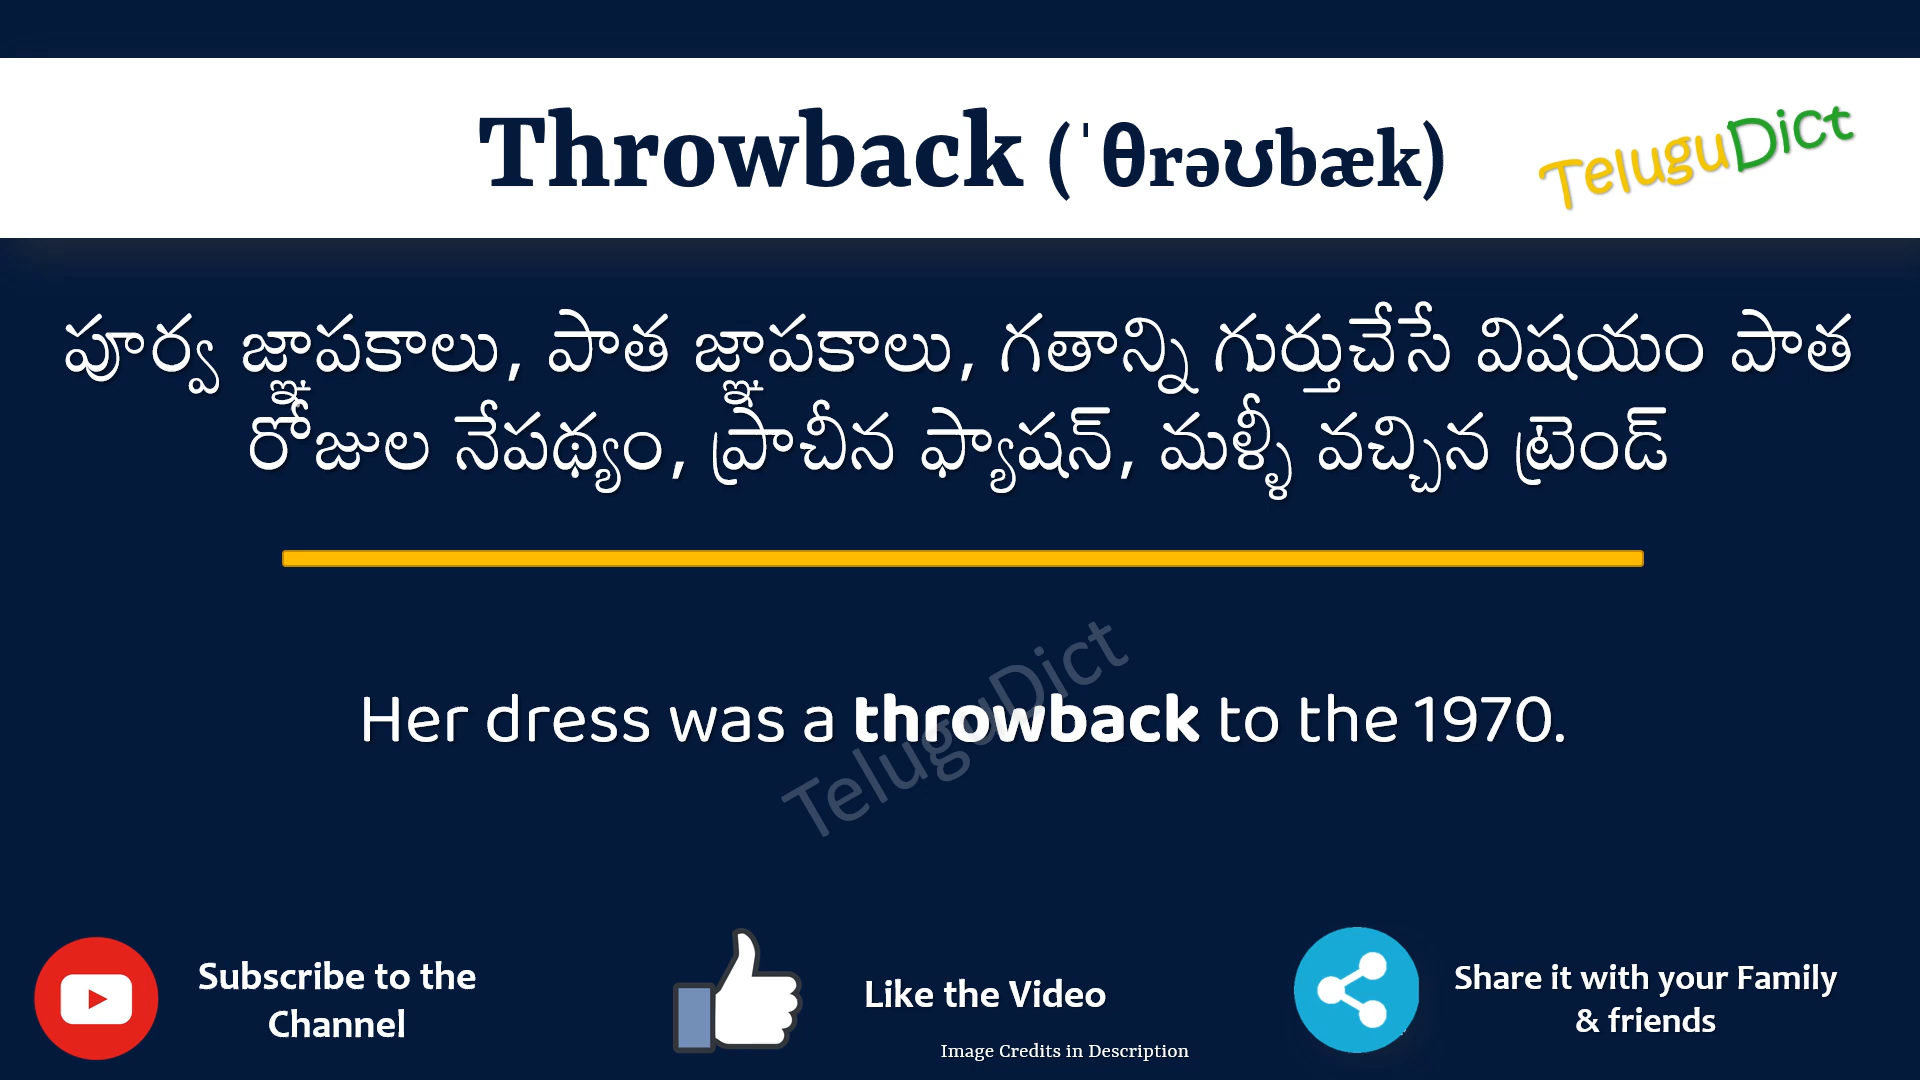 Throwback (ˈθrəʊbæk)
TeluguDict
పూర్వ జ్ఞాపకాలు, పాత జ్ఞాపకాలు, గతాన్ని గుర్తుచేసే విషయం పాత
రోజుల నేపథ్యం, ప్రాచీన ఫ్యాషన్, మళ్ళీ వచ్చిన ట్రెండ్
Her dress was a throwback to the 1970.
TeluguDict
Subscribe to the
Channel
Like the Video
Share it with your Family
& friends
Image Credits in Description